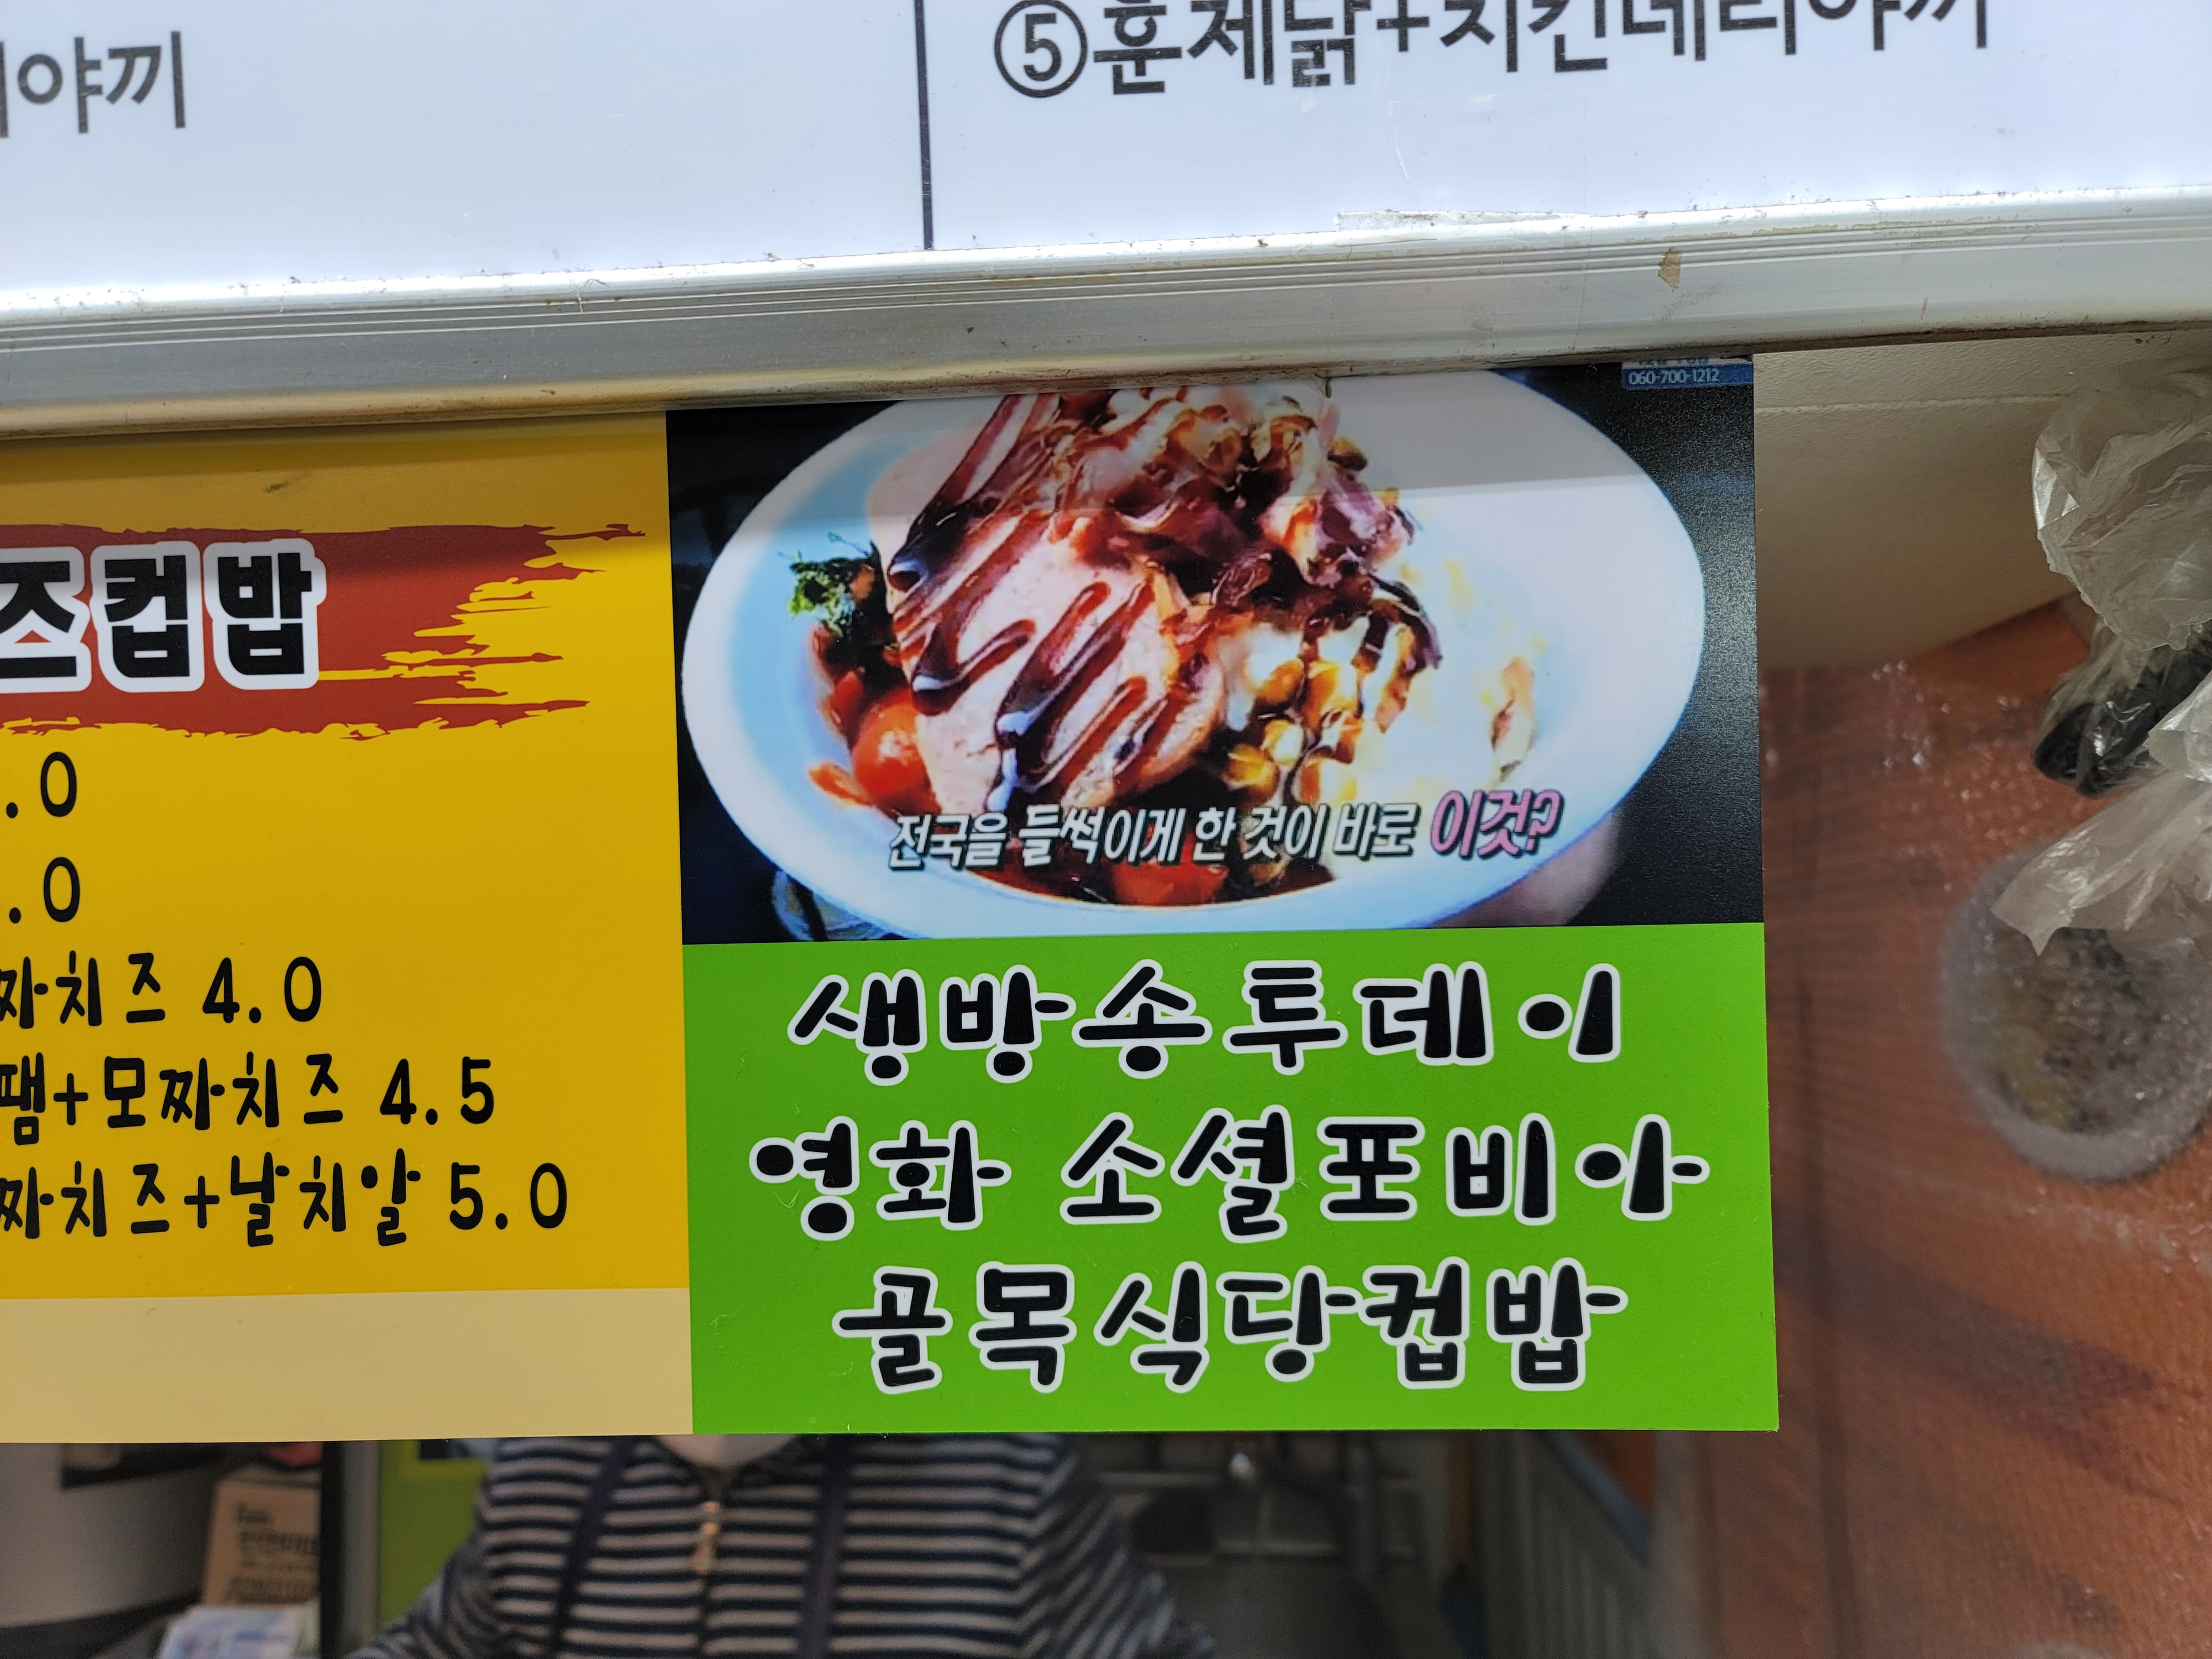 야끼
⑤훈제닭+치킨데리야끼
060-700-1212
즈컵밥
.0
.0
짜치즈 4.0
땜+모짜치즈 4.5
짜치즈+날치알 5.0
전국을 들썩이게 한 것이 바로 이것?
생방송투데이
영화 소셜포비아
골목식당컵밥